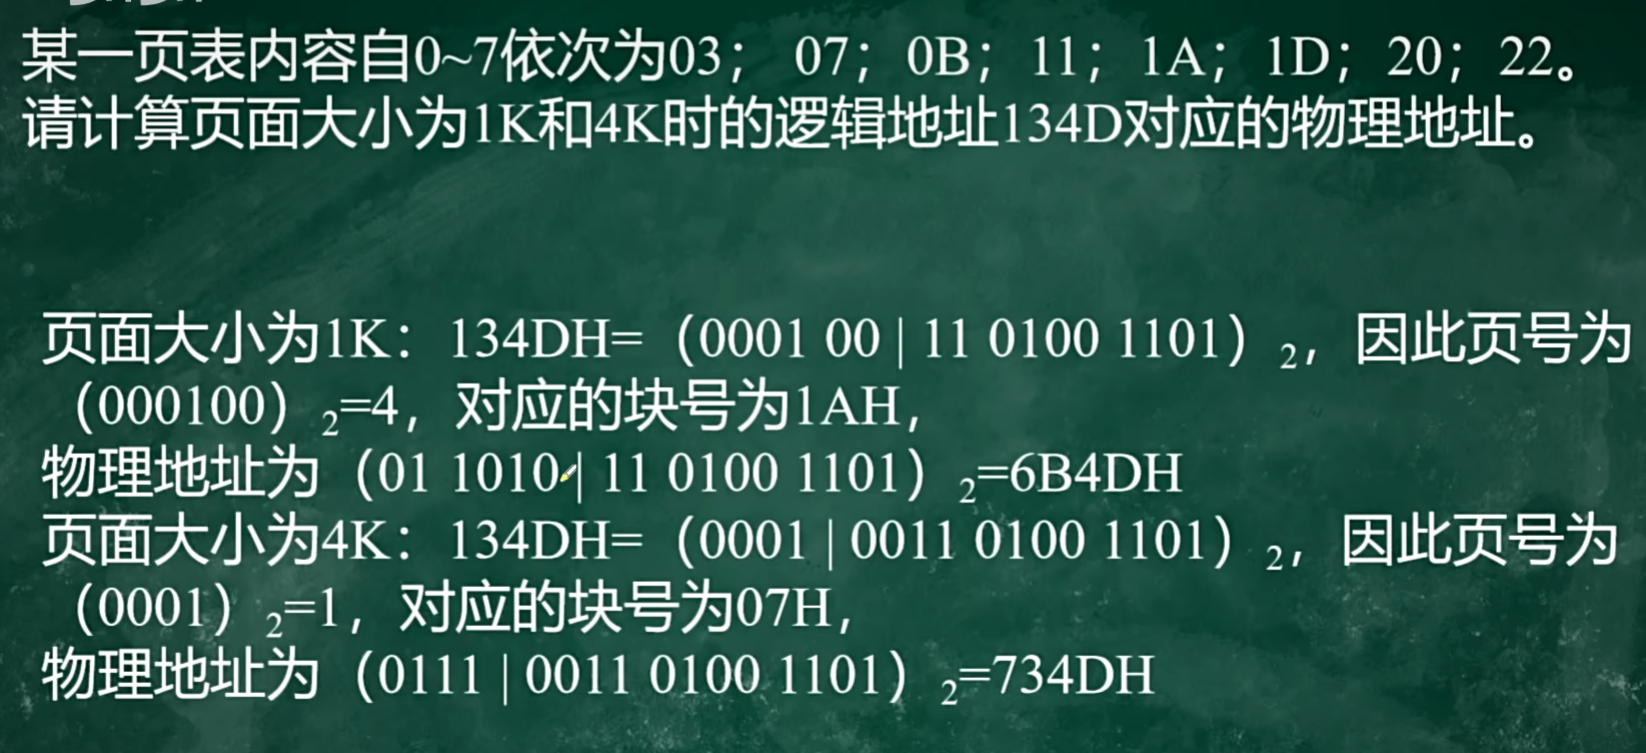 某一页表内容自0~7依次为03； 07；0B；11；1A；1D；20；22。
请计算页面大小为1K和4K时的逻辑地址134D对应的物理地址。
页面大小为1K：134DH=（0001 00 | 11 0100 1101）2，因此页号为
（000100）2=4，对应的块号为1AH，
物理地址为（01 1010 | 11 0100 1101）2=6B4DH
页面大小为4K：134DH=（0001 | 0011 0100 1101）2，因此页号为
（0001）2=1，对应的块号为07H，
物理地址为（0111 | 0011 0100 1101）2=734DH